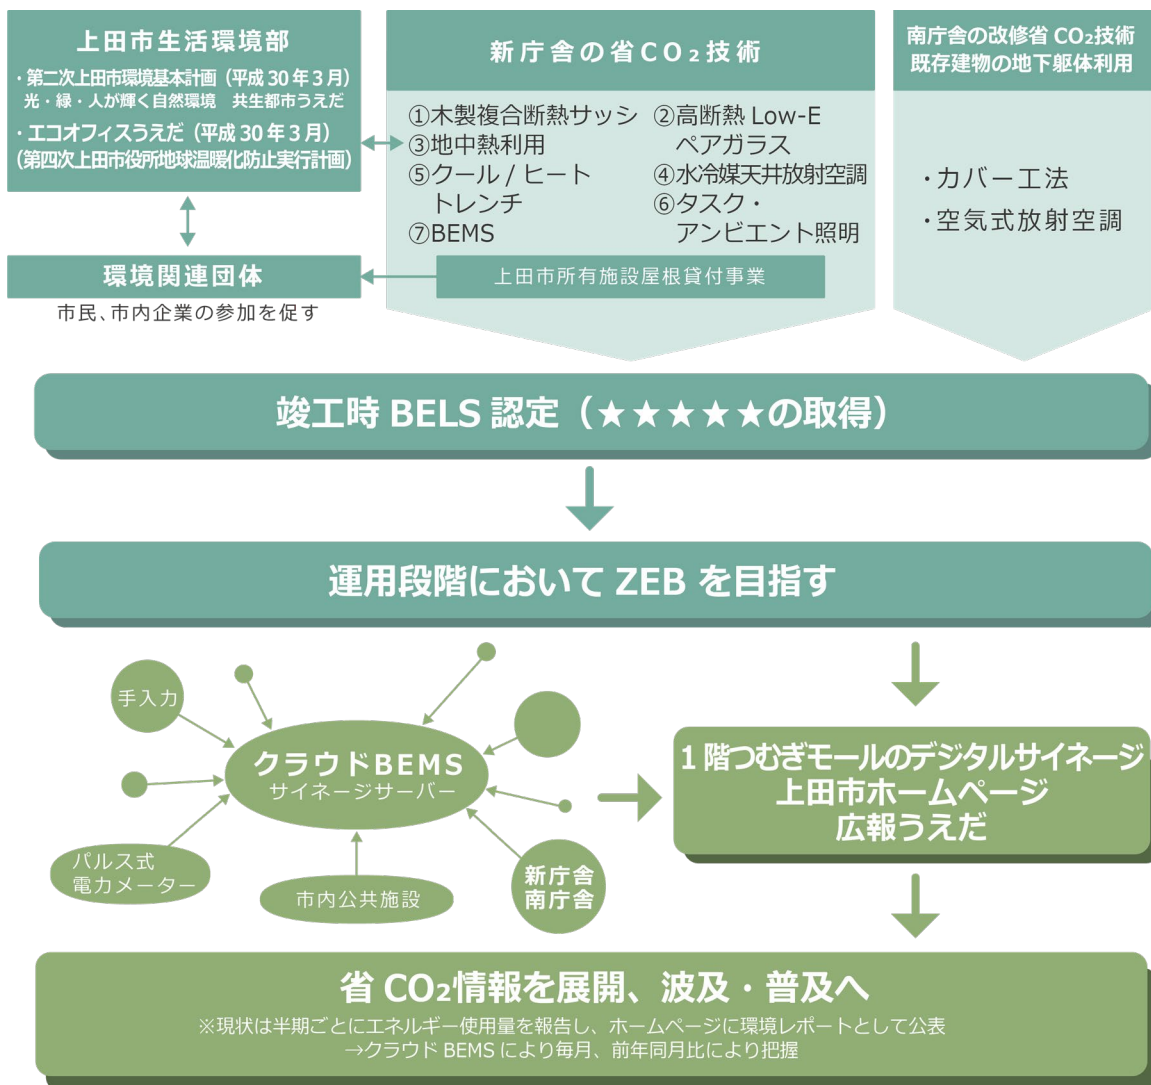 上田市生活環境部
・第二次上田市環境基本計画（平成 30 年 3 月）
光・緑・人が輝く自然環境　共生都市うえだ
・エコオフィスうえだ（平成 30 年 3 月）
（第四次上田市役所地球温暖化防止実行計画）
環境関連団体
市民、市内企業の参加を促す
新庁舎の省CO₂技術
①木製複合断熱サッシ
②高断熱 Low-E
ペアガラス
③地中熱利用
④水冷媒天井放射空調
⑤クール / ヒート
トレンチ
⑥タスク・
アンビエント照明
⑦BEMS
上田市所有施設屋根貸付事業
南庁舎の改修省 CO₂技術
既存建物の地下躯体利用
・カバー工法
・空気式放射空調
竣工時 BELS 認定（★★★★★の取得）
運用段階において ZEB を目指す
手入力
クラウドBEMS
サイネージサーバー
パルス式
電力メーター
市内公共施設
新庁舎
南庁舎
1 階つむぎモールのデジタルサイネージ
上田市ホームページ
広報うえだ
省 CO₂情報を展開、波及・普及へ
※現状は半期ごとにエネルギー使用量を報告し、ホームページに環境レポートとして公表
→クラウド BEMS により毎月、前年同月比により把握